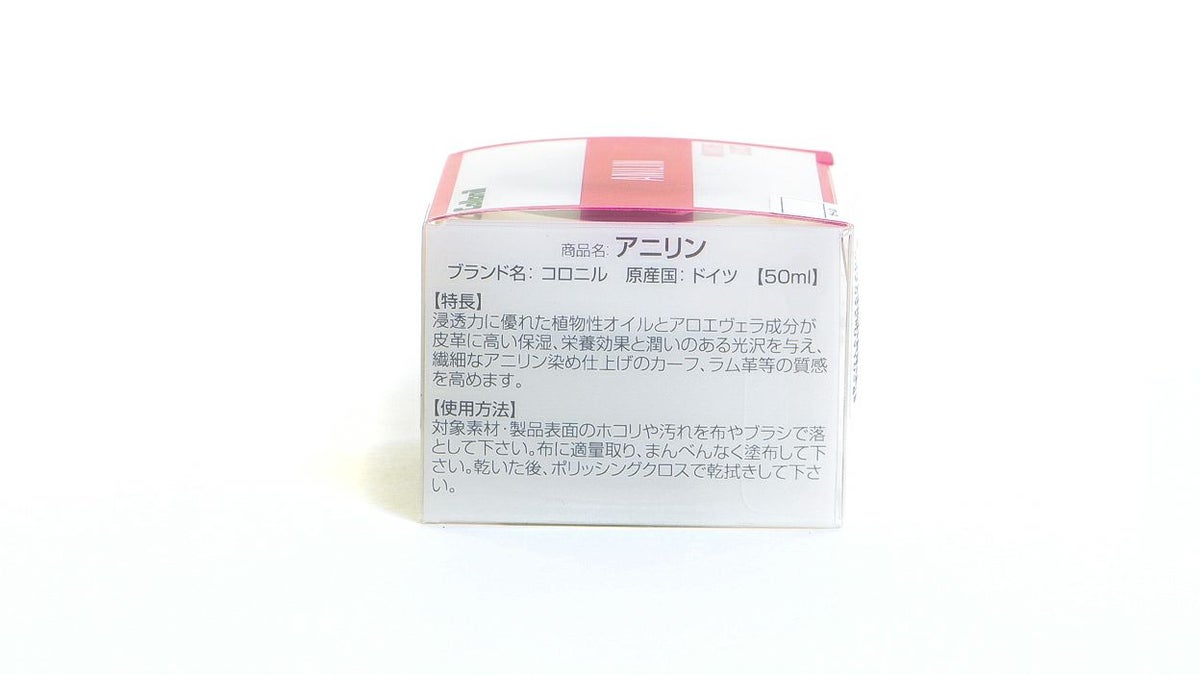 商品名: アニリン
ブランド名: コロニル 原産国: ドイツ 【50ml】
【特長】
浸透力に優れた植物性オイルとアロエヴェラ成分が
皮革に高い保湿、栄養効果と潤いのある光沢を与え、
繊細なアニリン染め仕上げのカーフ、ラム革等の質感
を高めます。
【使用方法】
対象素材・製品表面のホコリや汚れを布やブラシで落
として下さい。布に適量取り、まんべんなく塗布して下
さい。乾いた後、ポリッシングクロスで乾拭きして下さ
い。